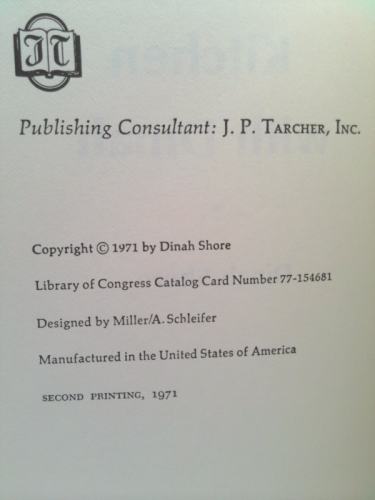 JT
Publishing Consultant: J. P. TARCHER, INC.
Copyright © 1971 by Dinah Shore
Library of Congress Catalog Card Number 77-154681
Designed by Miller/A. Schleifer
Manufactured in the United States of America
SECOND PRINTING, 1971